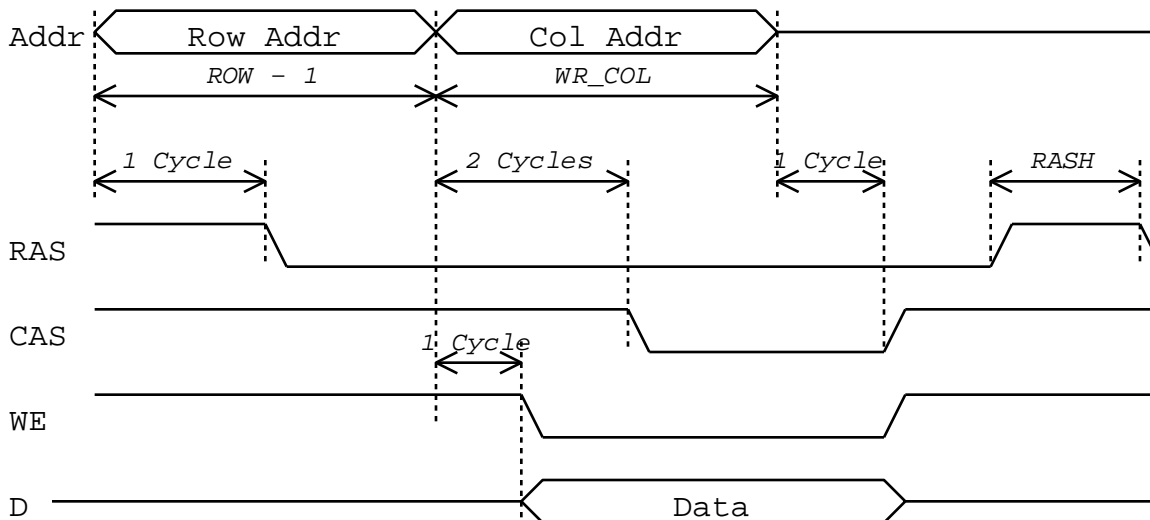 Addr Row Addr Col Addr
ROW - 1 WR_COL
1 Cycle 2 Cycles 1 Cycle RASH
RAS
CAS
1 Cycle
WE
D Data